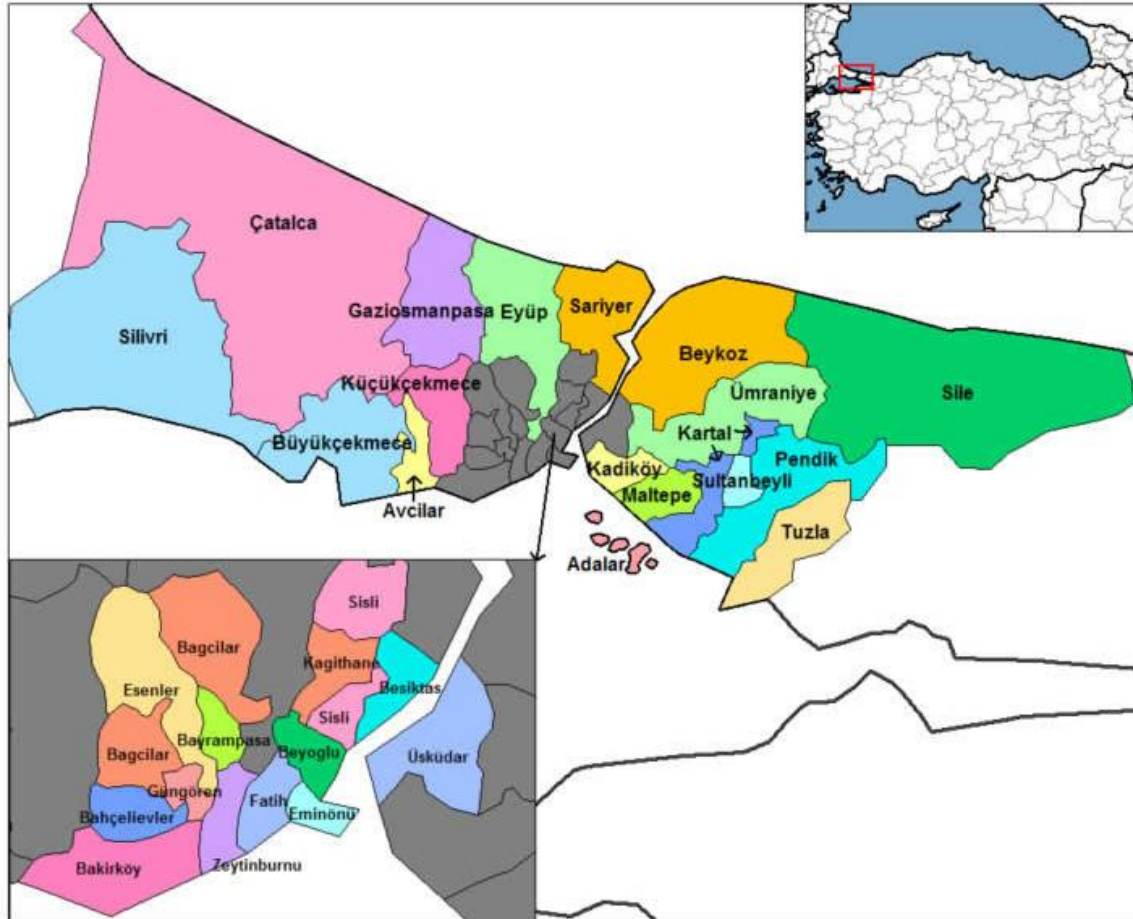 Çatalca
Gaziosmanpasa
Eyüp
Sariyer
Silivri
Beykoz
Küçükçekmece
Ümraniye
Sile
Kartal
Büyükçekmece
Kadiköy
Sultanbeyli
Pendik
Maltepe
Avcilar
Tuzla
Adalar
Sisli
Bagcilar
Kagithane
Esenler
Besiktas
Sisli
Bayrampasa
Bagcilar
Beyoglu
Üsküdar
Güngören
Fatih
Eminönü
Bahçelievler
Bakirköy
Zeytinburnu